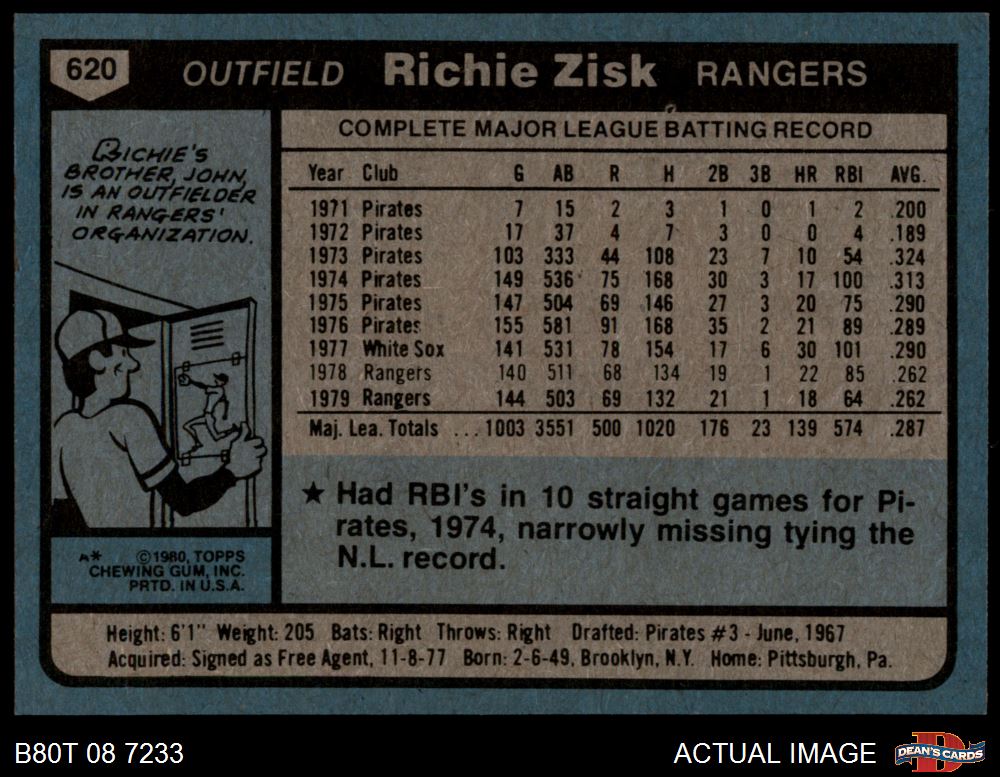 620 OUTFIELD Richie Zisk RANGERS
RICHIE'S
BROTHER, JOHN,
IS AN OUTFIELDER
IN RANGERS'
ORGANIZATION.
A* ©1980, TOPPS
CHEWING GUM, INC.
PRTD. IN U.S.A.
COMPLETE MAJOR LEAGUE BATTING RECORD
Year Club G AB R H 2B 3B HR RBI AVG.
1971 Pirates 7 15 2 3 1 0 1 2 .200
1972 Pirates 17 37 4 7 3 0 0 4 .189
1973 Pirates 103 333 44 108 23 7 10 54 .324
1974 Pirates 149 536 75 168 30 3 17 100 .313
1975 Pirates 147 504 69 146 27 3 20 75 .290
1976 Pirates 155 581 91 168 35 2 21 89 .289
1977 White Sox 141 531 78 154 17 6 30 101 .290
1978 Rangers 140 511 68 134 19 1 22 85 .262
1979 Rangers 144 503 69 132 21 1 18 64 .262
Maj. Lea. Totals ... 1003 3551 500 1020 176 23 139 574 .287
★ Had RBI's in 10 straight games for Pi-
rates, 1974, narrowly missing tying the
N.L. record.
Height: 6'1" Weight: 205 Bats: Right Throws: Right Drafted: Pirates #3 - June, 1967
Acquired: Signed as Free Agent, 11-8-77 Born: 2-6-49, Brooklyn, N.Y. Home: Pittsburgh, Pa.
B80T 08 7233 ACTUAL IMAGE DEAN'S CARDS